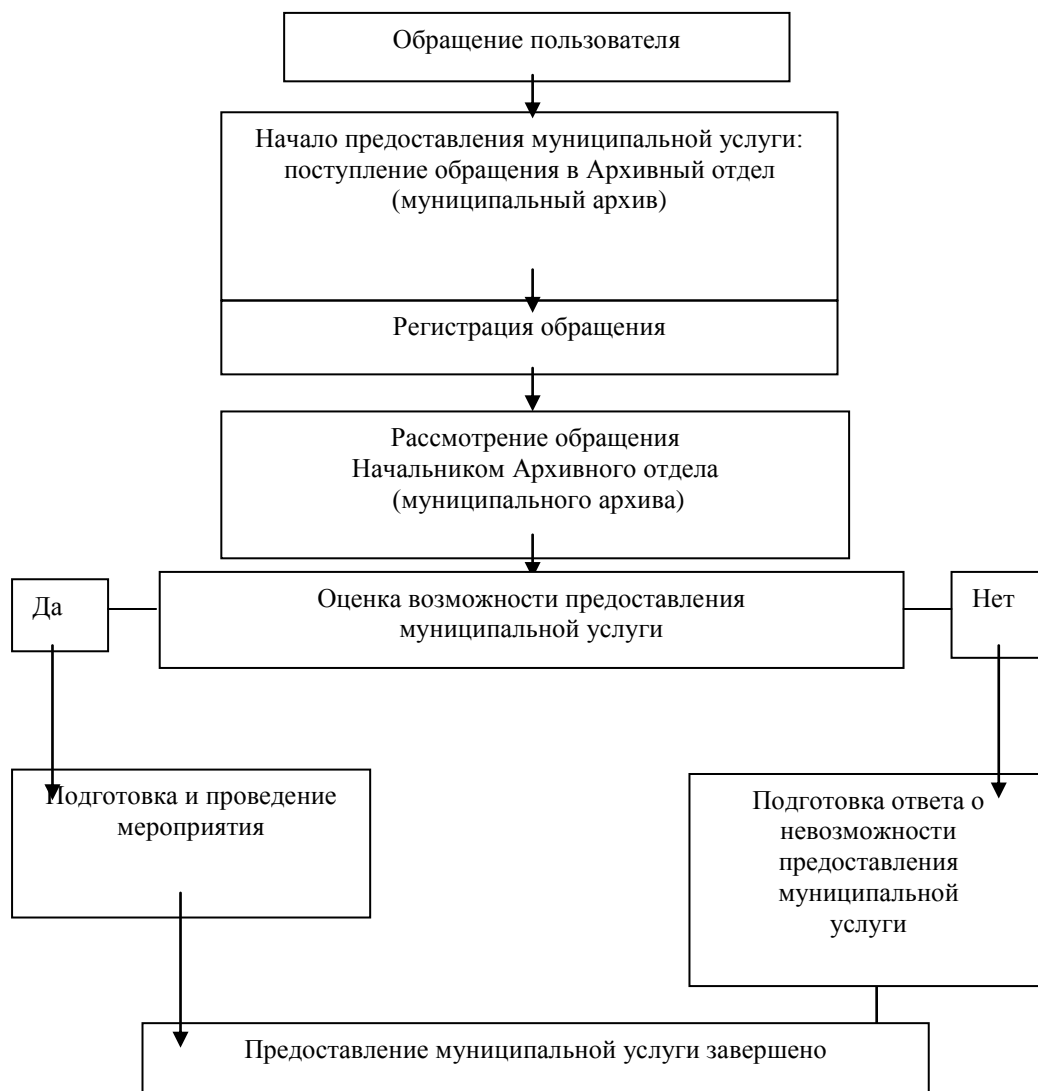 Обращение пользователя
Начало предоставления муниципальной услуги:
поступление обращения в Архивный отдел
(муниципальный архив)
Регистрация обращения
Рассмотрение обращения
Начальником Архивного отдела
(муниципального архива)
Да
Оценка возможности предоставления
муниципальной услуги
Нет
Подготовка и проведение
мероприятия
Подготовка ответа о
невозможности
предоставления
муниципальной
услуги
Предоставление муниципальной услуги завершено